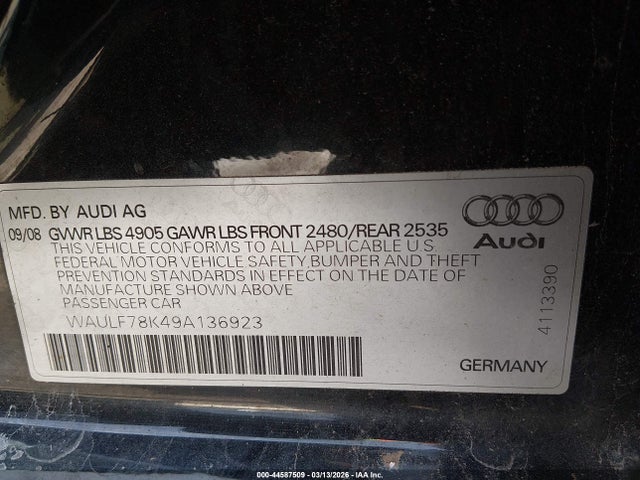 MFD. BY AUDI AG
09/08 GVWR LBS 4905 GAWR LBS FRONT 2480/REAR 2535
THIS VEHICLE CONFORMS TO ALL APPLICABLE U.S.
FEDERAL MOTOR VEHICLE SAFETY,BUMPER AND THEFT
PREVENTION STANDARDS IN EFFECT ON THE DATE OF
MANUFACTURE SHOWN ABOVE
PASSENGER CAR
WAULF78K49A136923
Audi
4113390
GERMANY
000-44587509 - 03/13/2026 - IAA Inc.